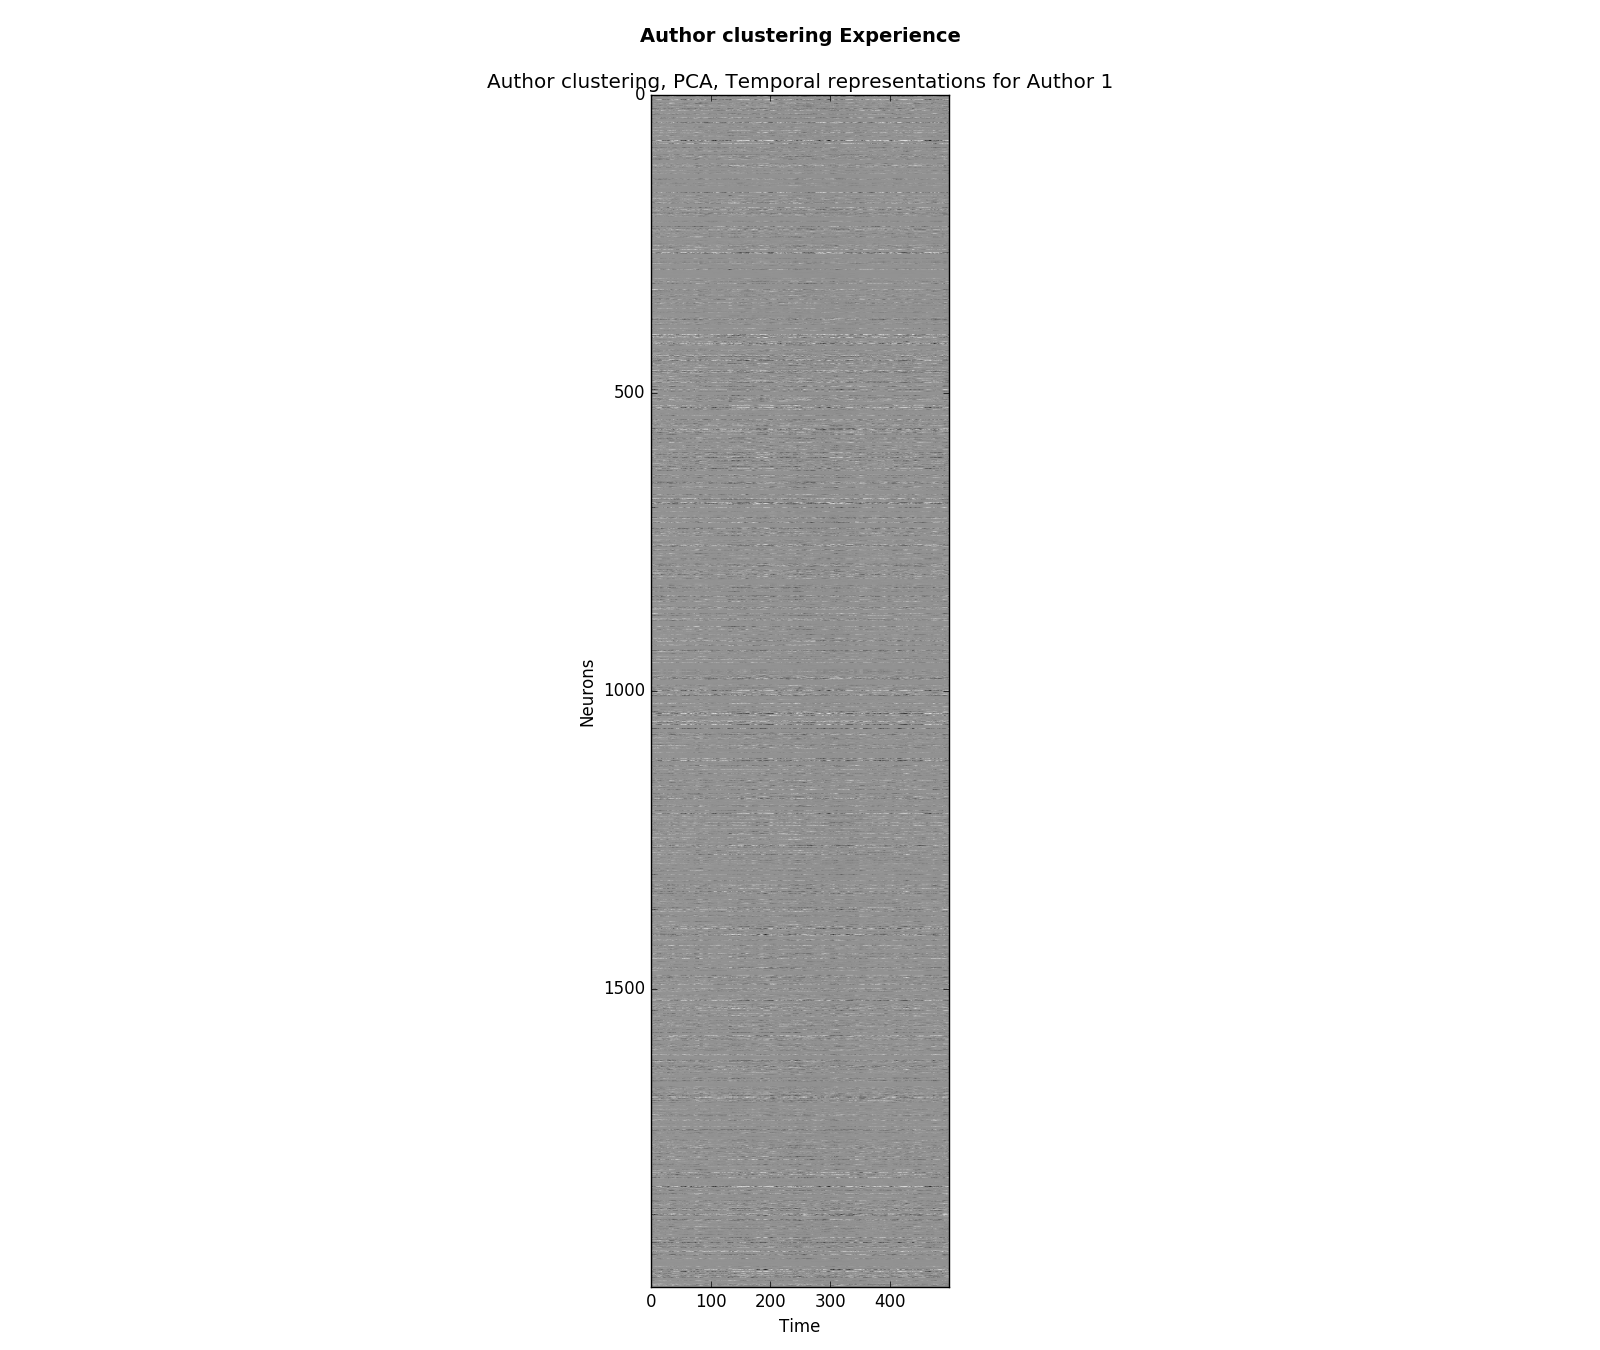 Author clustering Experience
Author clustering, PCA, Temporal representations for Author 1
0
500
1000
1500
Neurons
0 100 200 300 400
Time